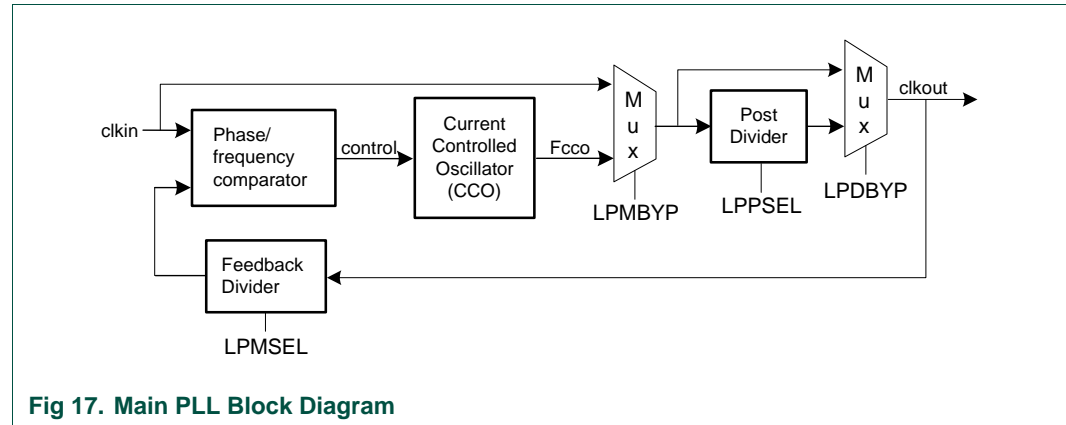 clkin
Phase/
frequency
comparator
control
Current
Controlled
Oscillator
(CCO)
Fcco
M
u
x
LPMBYP
Post
Divider
LPPSEL
M
u
x
LPDBYP
clkout
Feedback
Divider
LPMSEL
Fig 17. Main PLL Block Diagram